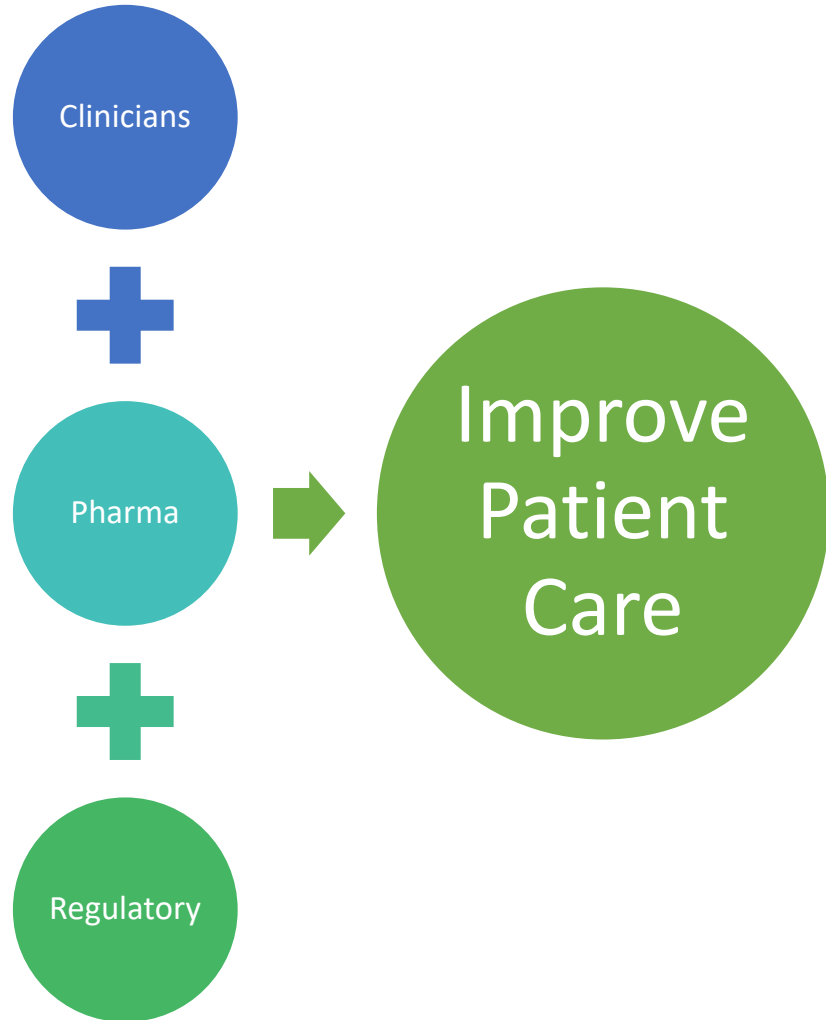 Clinicians
Pharma
Improve
Patient
Care
Regulatory